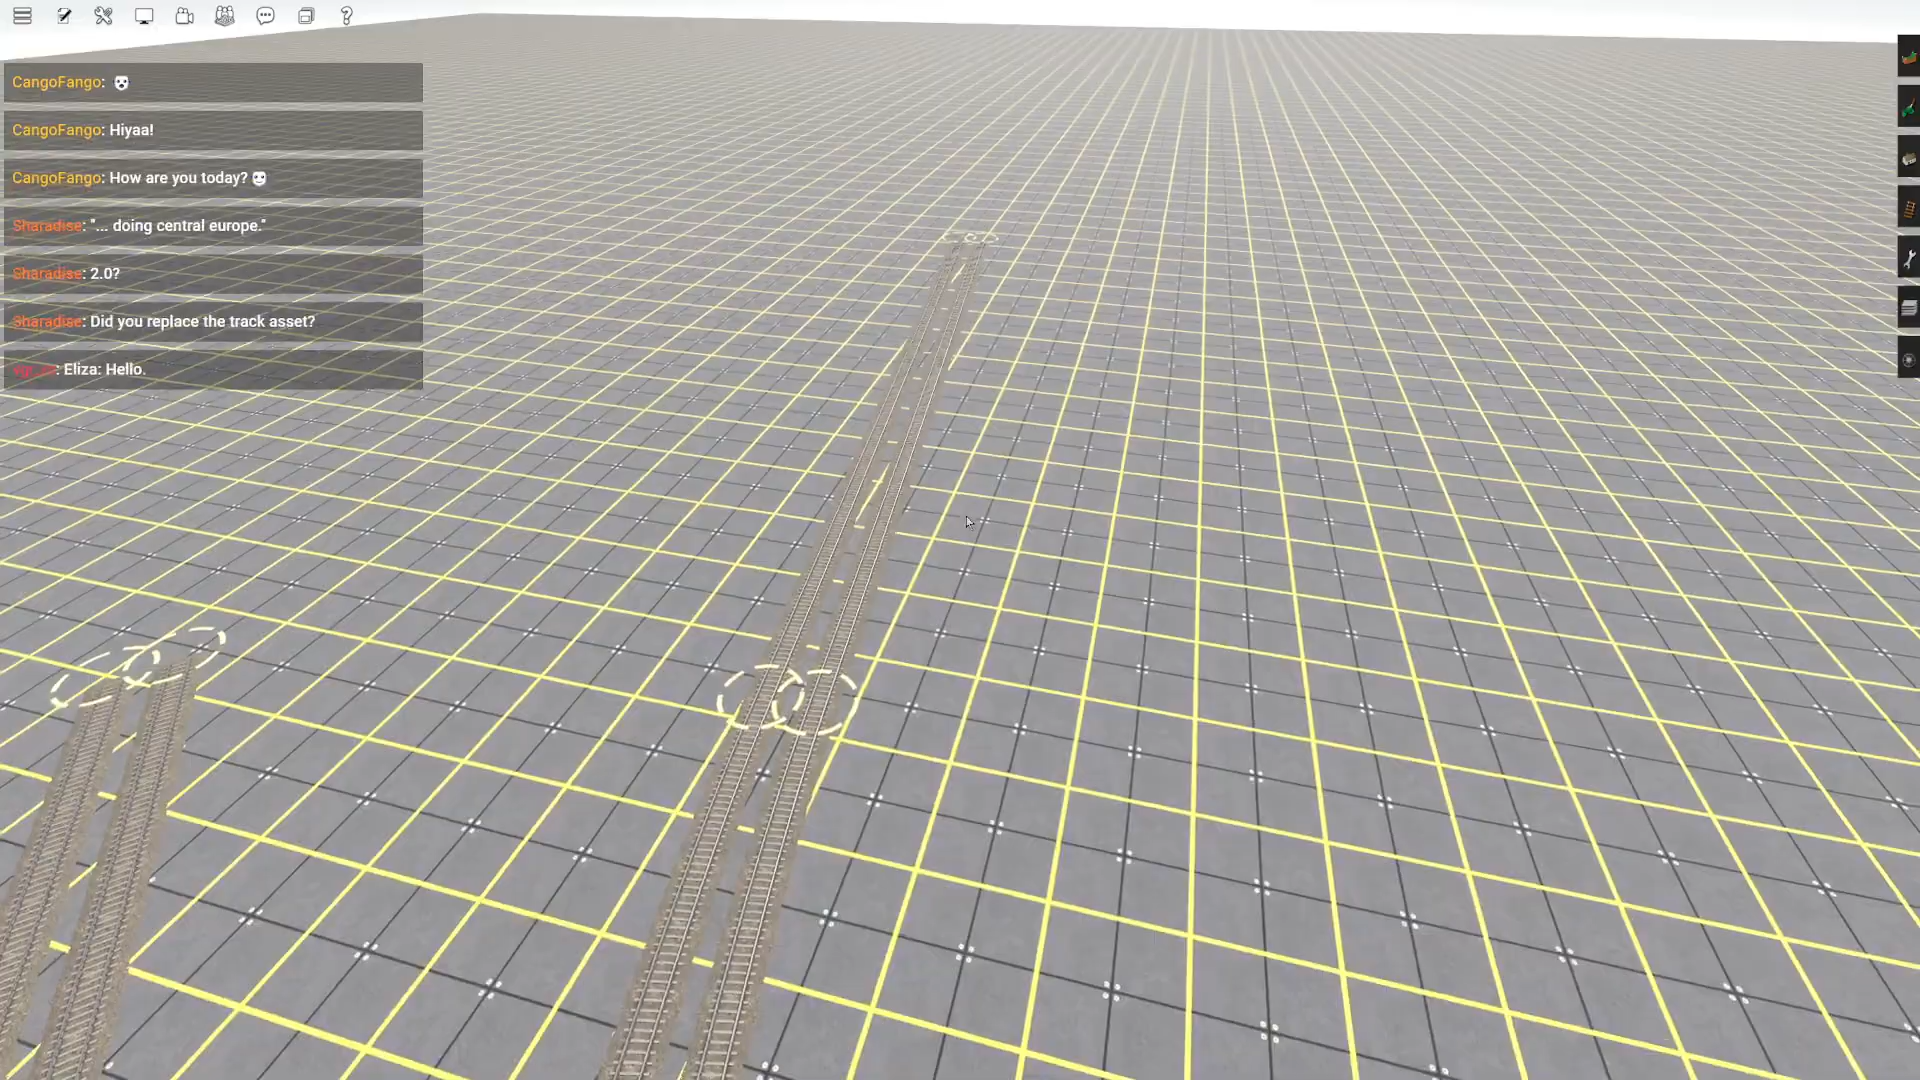 CangoFango:
CangoFango: Hiyaa!
CangoFango: How are you today?
Sharadise: "... doing central europe."
Sharadise: 2.0?
Sharadise: Did you replace the track asset?
: Eliza: Hello.